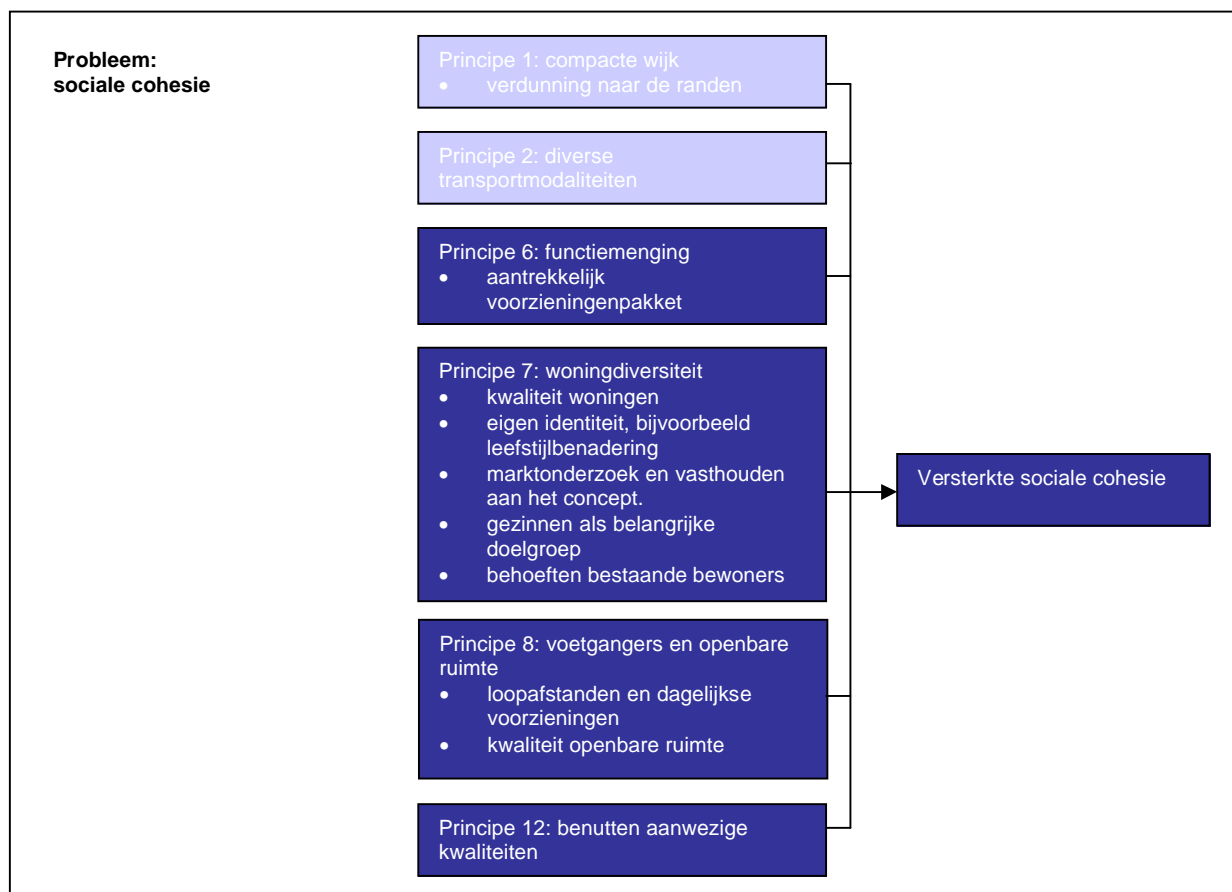 Probleem:
sociale cohesie
Principe 1: compacte wijk
• verdunning naar de randen
Principe 2: diverse
transportmodaliteiten
Principe 6: functiemenging
• aantrekkelijk
voorzieningenpakket
Principe 7: woningdiversiteit
• kwaliteit woningen
• eigen identiteit, bijvoorbeeld
leefstijlbenadering
• marktonderzoek en vasthouden
aan het concept.
• gezinnen als belangrijke
doelgroep
• behoeften bestaande bewoners
Principe 8: voetgangers en openbare
ruimte
• loopafstanden en dagelijkse
voorzieningen
• kwaliteit openbare ruimte
Principe 12: benutten aanwezige
kwaliteiten
Versterkte sociale cohesie